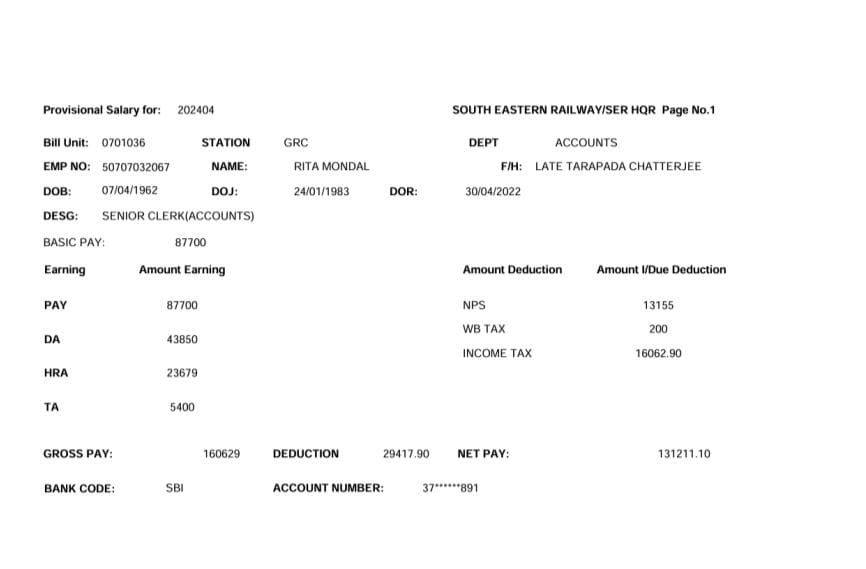 Provisional Salary for: 202404 SOUTH EASTERN RAILWAY/SER HQR Page No.1
Bill Unit: 0701036 STATION GRC DEPT ACCOUNTS
EMP NO: 50707032067 NAME: RITA MONDAL F/H: LATE TARAPADA CHATTERJEE
DOB: 07/04/1962 DOJ: 24/01/1983 DOR: 30/04/2022
DESG: SENIOR CLERK(ACCOUNTS)
BASIC PAY: 87700
Earning Amount Earning Amount Deduction Amount I/Due Deduction
PAY 87700 NPS 13155
WB TAX 200
DA 43850
INCOME TAX 16062.90
HRA 23679
TA 5400
GROSS PAY: 160629 DEDUCTION 29417.90 NET PAY: 131211.10
BANK CODE: SBI ACCOUNT NUMBER: 37******891